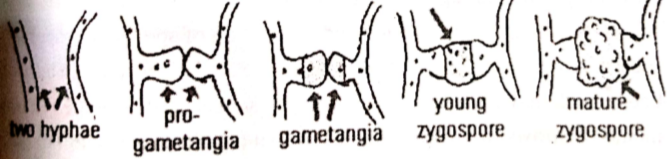 two hyphae
pro-
gametangia
gametangia
young
zygospore
mature
zygospore